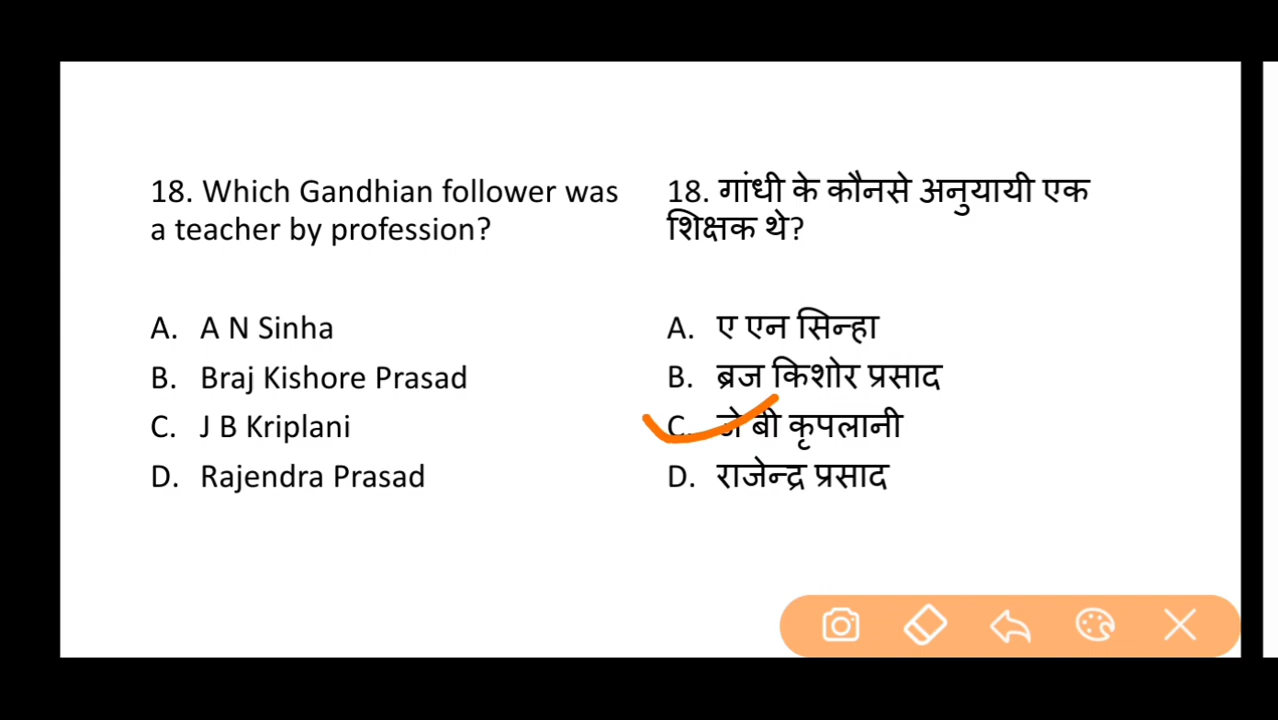 18. Which Gandhian follower was
a teacher by profession?
A. A N Sinha
B. Braj Kishore Prasad
C. J B Kriplani
D. Rajendra Prasad
18. गांधी के कौनसे अनुयायी एक
शिक्षक थे?
A. ए एन सिन्हा
B. ब्रज किशोर प्रसाद
C. जे बी कृपलानी
D. राजेन्द्र प्रसाद